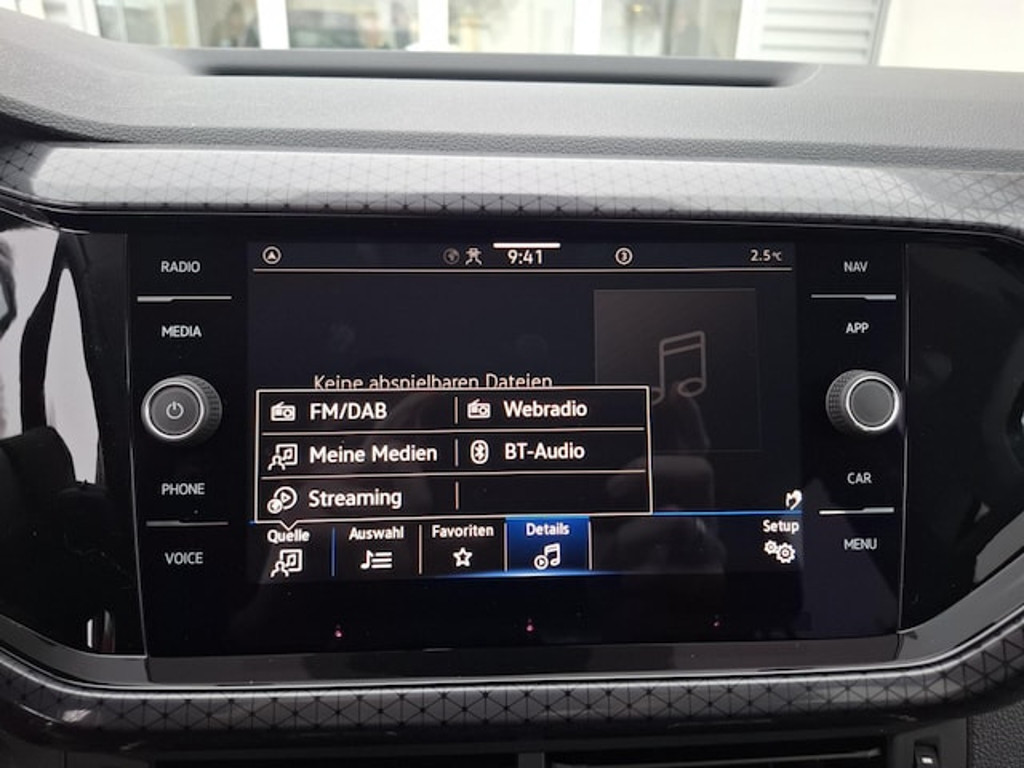 RADIO
MEDIA
PHONE
VOICE
9:41
3
2.5°C
Keine abspielbaren Dateien
FM/DAB
Webradio
Meine Medien
BT-Audio
Streaming
Quelle
Auswahl
Favoriten
Details
Setup
NAV
APP
CAR
MENU